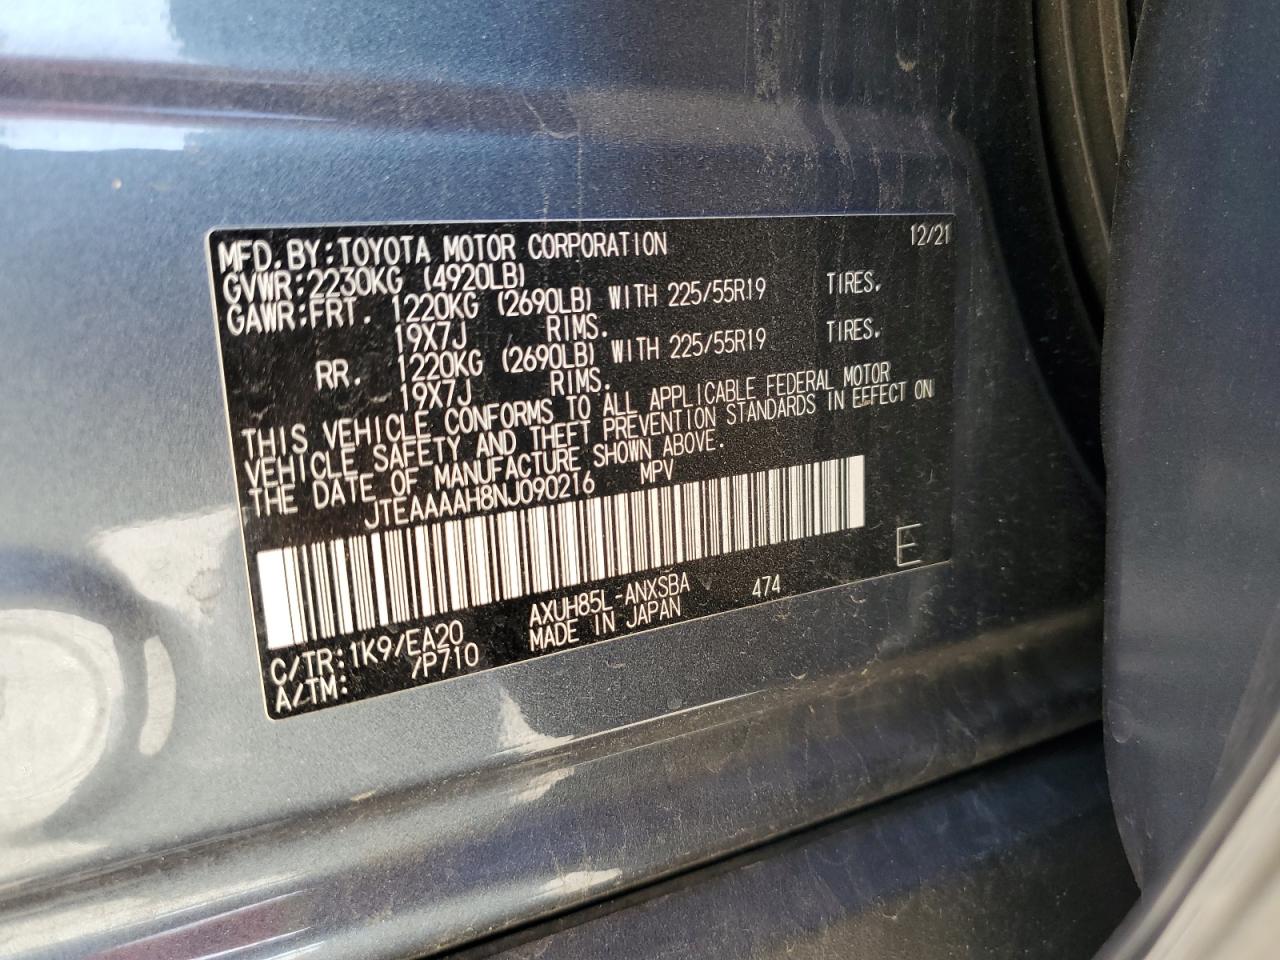 MFD.BY:TOYOTA MOTOR CORPORATION 12/21
GVWR:2230KG (4920LB)
GAWR:FRT. 1220KG (2690LB) WITH 225/55R19 TIRES.
19X7J RIMS.
RR. 1220KG (2690LB) WITH 225/55R19 TIRES.
19X7J RIMS.
THIS VEHICLE CONFORMS TO ALL APPLICABLE FEDERAL MOTOR
VEHICLE SAFETY AND THEFT PREVENTION STANDARDS IN EFFECT ON
THE DATE OF MANUFACTURE SHOWN ABOVE.
JTEAAAAH8NJ090216 MPV
E
C/TR:1K9/EA20 AXUH85L-ANXSBA 474
A/TM: /P710 MADE IN JAPAN